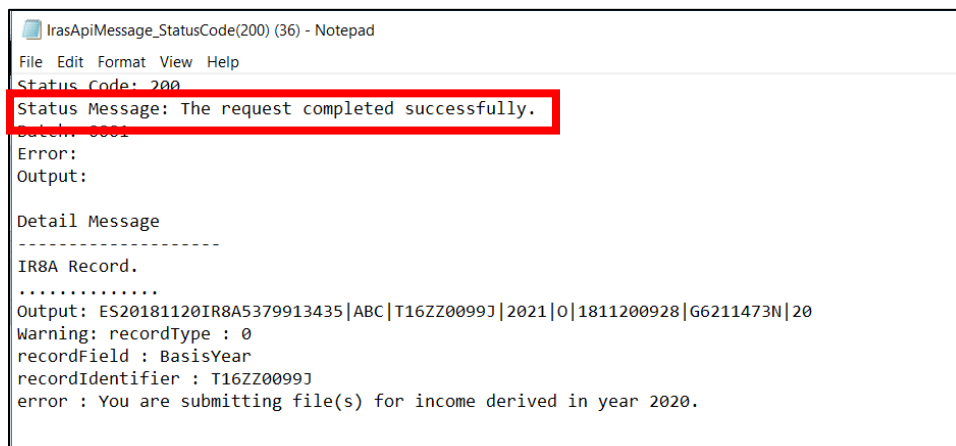 IrasApiMessage_StatusCode(200) (36) - Notepad
File Edit Format View Help
Status Code: 200
Status Message: The request completed successfully.
Batch: 0001
Error:
Output:
Detail Message
--------------------
IR8A Record.
..............
Output: ES20181120IR8A5379913435|ABC|T16ZZ0099J|2021|O|1811200928|G6211473N|20
Warning: recordType : 0
recordField : BasisYear
recordIdentifier : T16ZZ0099J
error : You are submitting file(s) for income derived in year 2020.